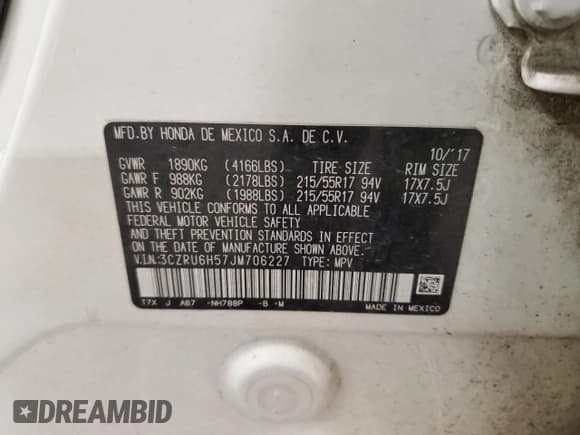 MFD.BY HONDA DE MEXICO S.A. DE C.V.
10/'17
GVWR 1890KG (4166LBS) TIRE SIZE RIM SIZE
GAWR F 988KG (2178LBS) 215/55R17 94V 17X7.5J
GAWR R 902KG (1988LBS) 215/55R17 94V 17X7.5J
THIS VEHICLE CONFORMS TO ALL APPLICABLE
FEDERAL MOTOR VEHICLE SAFETY
AND THEFT PREVENTION STANDARDS IN EFFECT
ON THE DATE OF MANUFACTURE SHOWN ABOVE.
V.I.N:3CZRU6H57JM706227 TYPE: MPV
T7X J A87 -NH788P -B -M
MADE IN MEXICO
DREAMBID